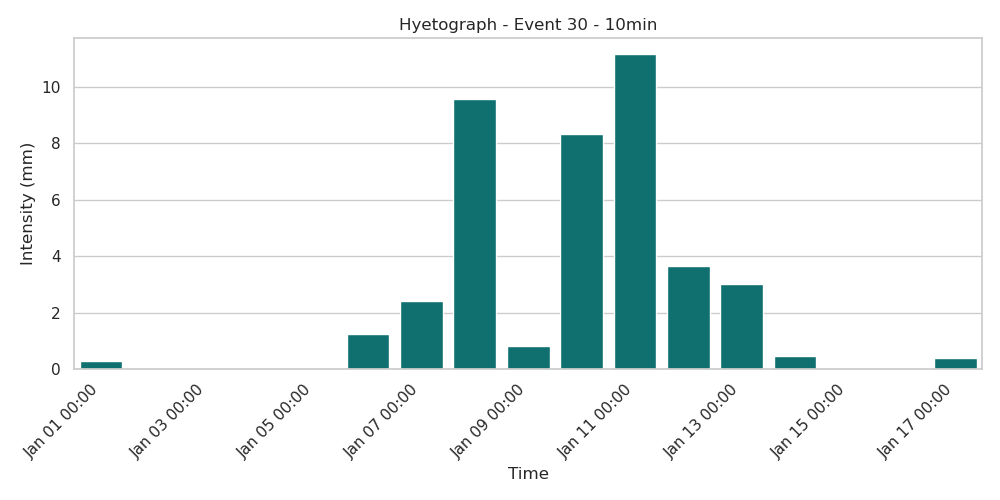 Hyetograph - Event 30 - 10min
Intensity (mm)
10
8
6
4
2
0
Jan 01 00:00
Jan 03 00:00
Jan 05 00:00
Jan 07 00:00
Jan 09 00:00
Jan 11 00:00
Jan 13 00:00
Jan 15 00:00
Jan 17 00:00
Time